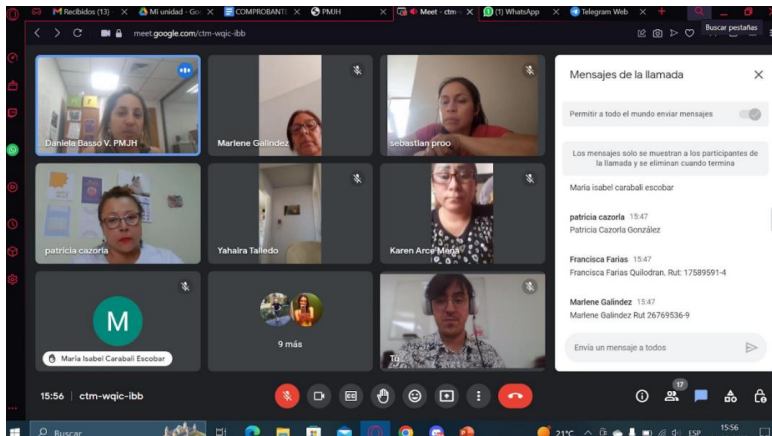 Recibidos (13)
Mi unidad - Goo
COMPROBANTE
PMJH
Meet - ctm-
(1) WhatsApp
Telegram Web
Buscar pestañas
meet.google.com/ctm-wqic-ibb
Daniela Basso V. PMJH
Marlene Galindez
sebastian proo
patricia cazorla
Yahaira Talledo
Karen Arce Mena
M
Maria Isabel Carabali Escobar
9 más
Tú
Mensajes de la llamada
Permitir a todo el mundo enviar mensajes
Los mensajes solo se muestran a los participantes de
la llamada y se eliminan cuando termina
Maria isabel carabali escobar
patricia cazorla 15:47
Patricia Cazorla González
Francisca Farias 15:47
Francisca Farias Quilodran, Rut: 17589591-4
Marlene Galindez 15:47
Marlene Galindez Rut 26769536-9
Envía un mensaje a todos
15:56 | ctm-wqic-ibb
17
Buscar
21°C
ESP
15:56